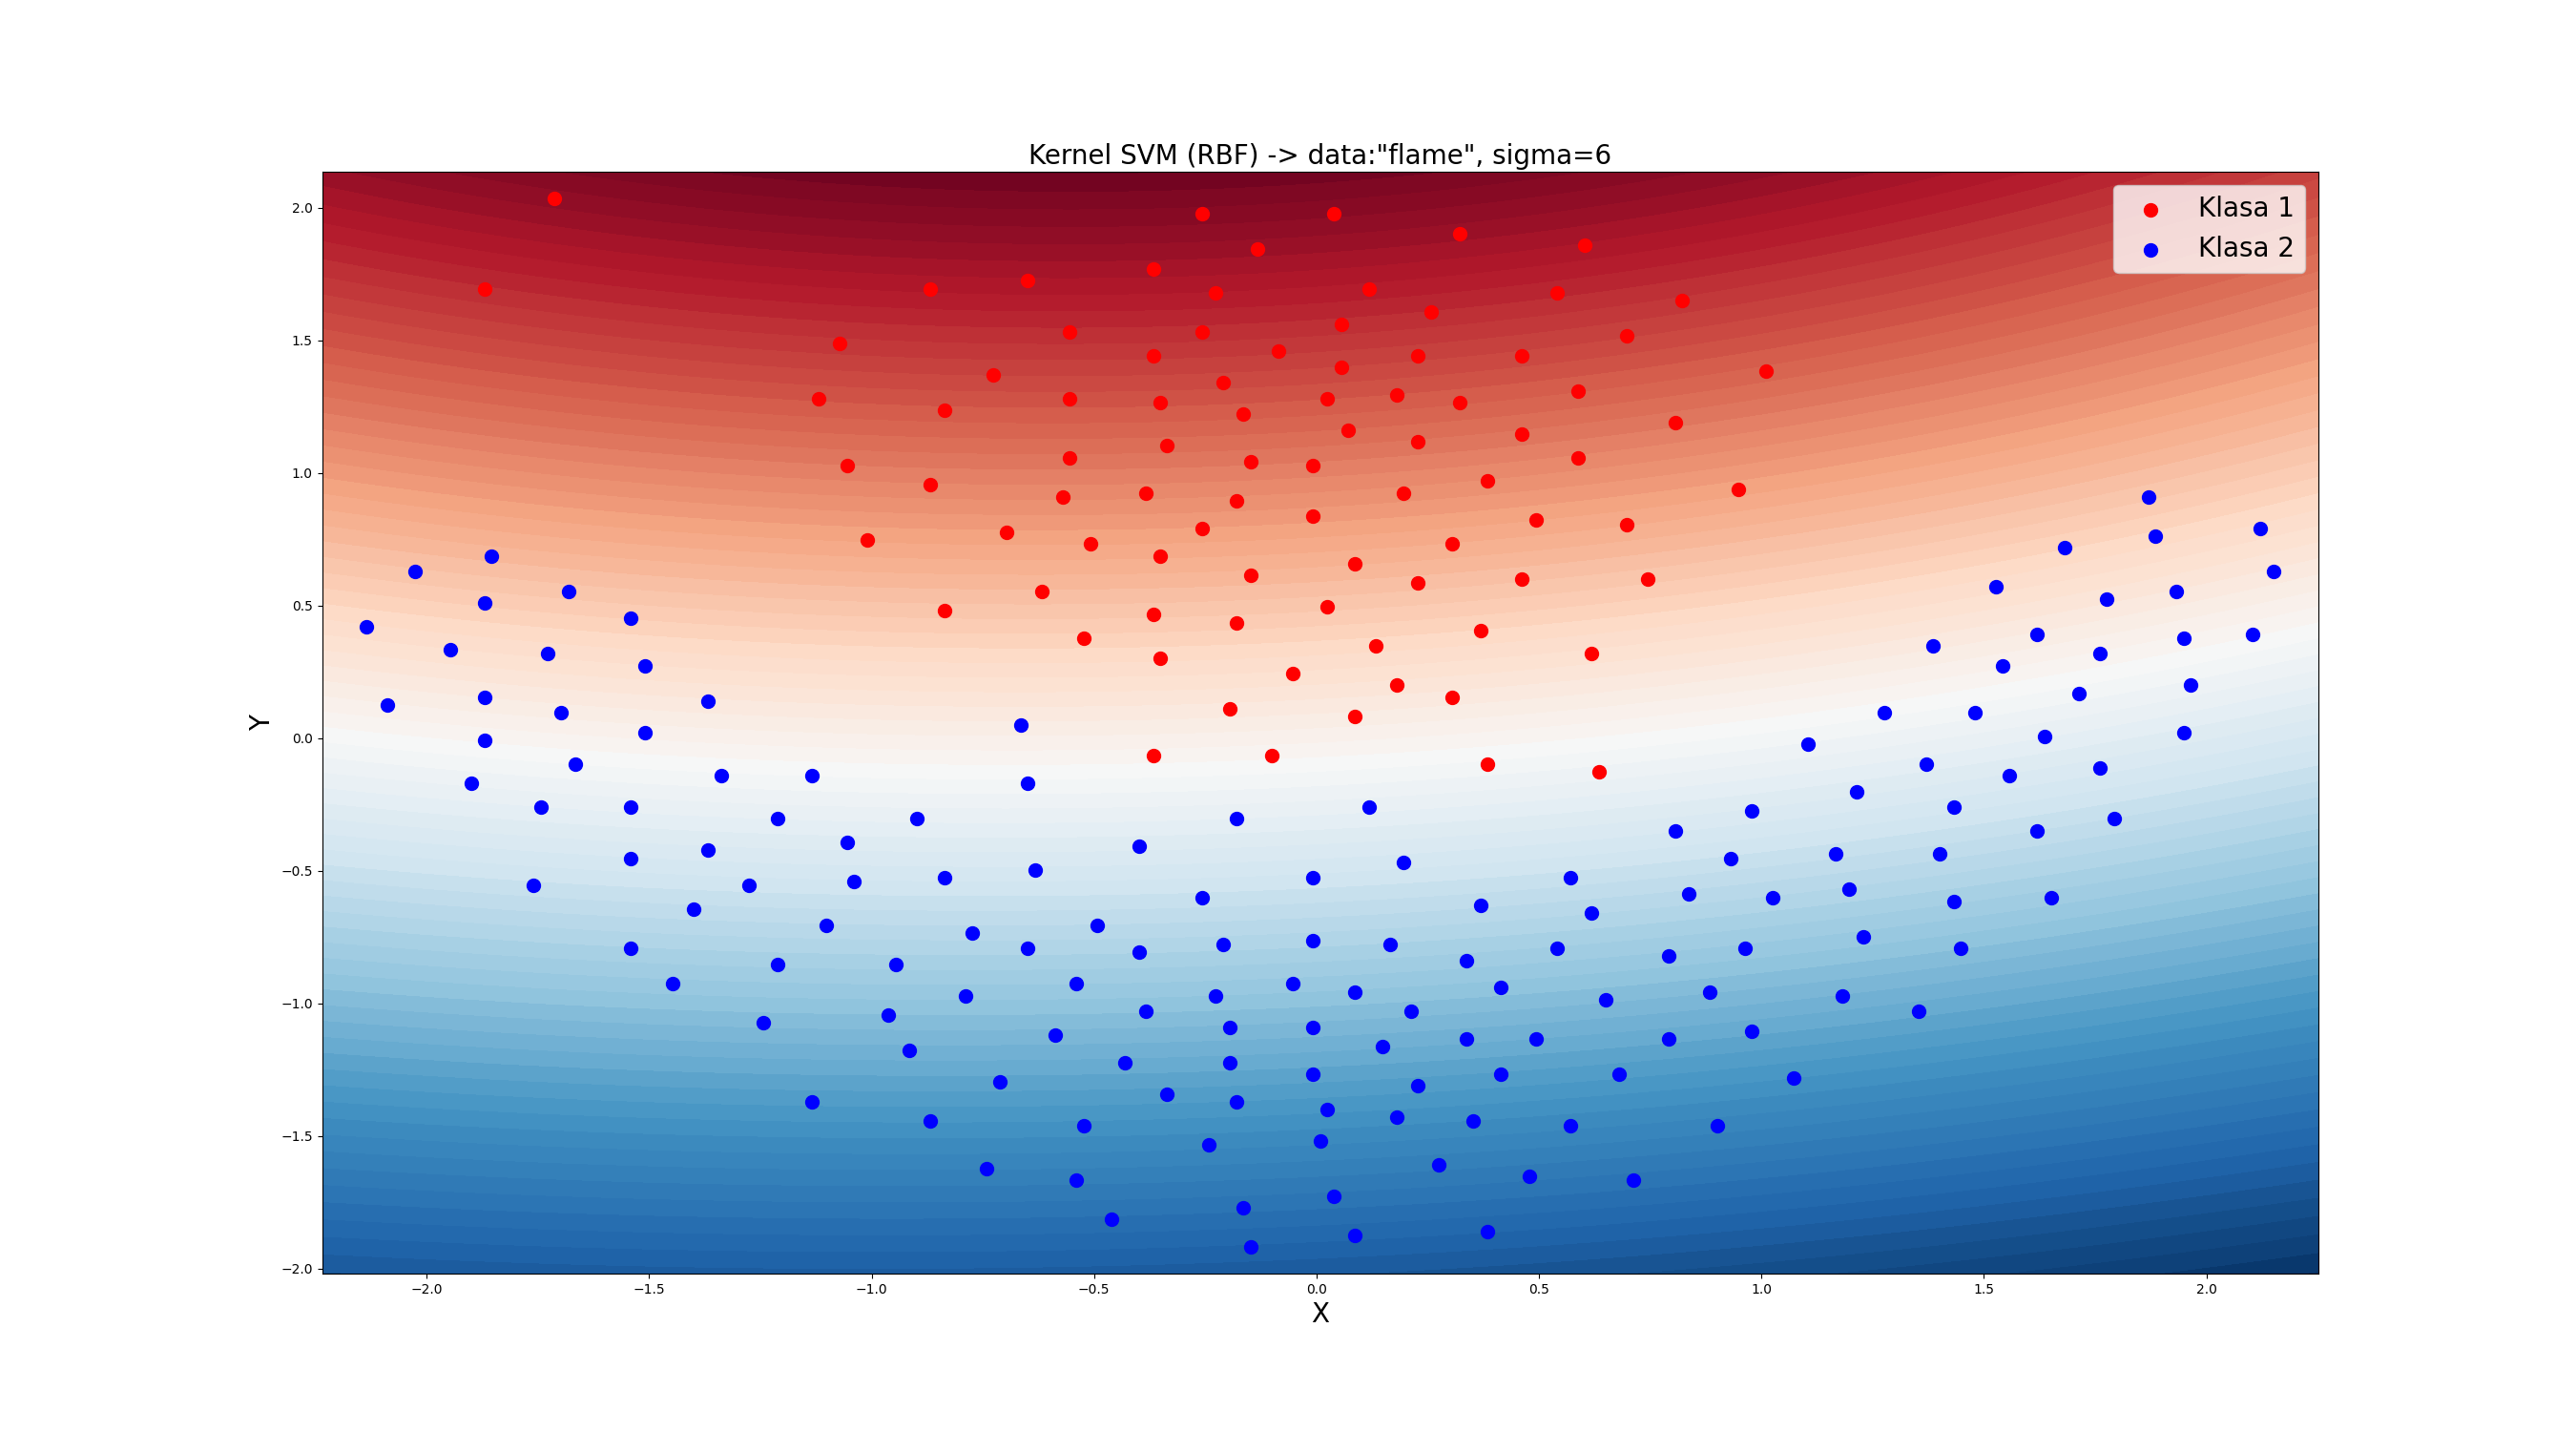 Kernel SVM (RBF) -> data:"flame", sigma=6
Klasa 1
Klasa 2
2.0
1.5
1.0
0.5
0.0
−0.5
−1.0
−1.5
−2.0
Y
−2.0 −1.5 −1.0 −0.5 0.0 0.5 1.0 1.5 2.0
X